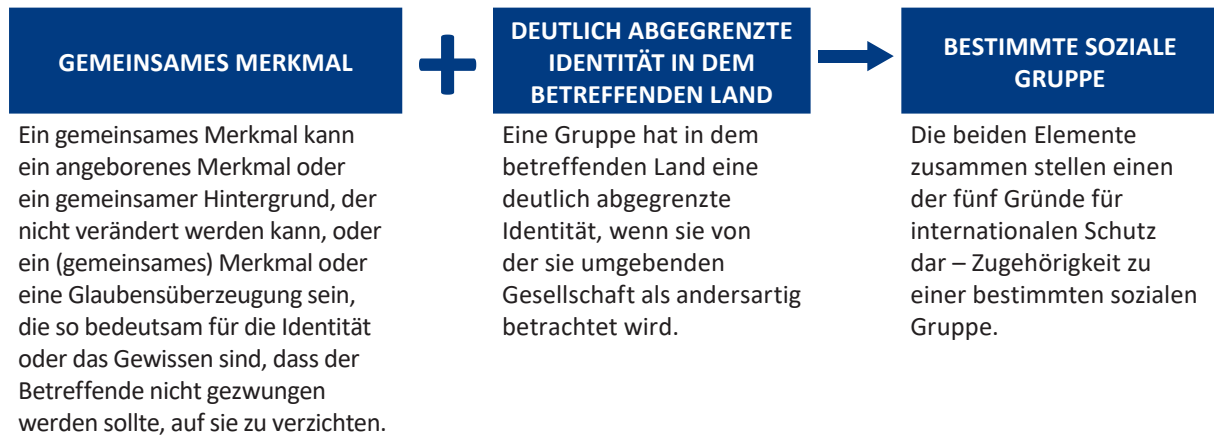 GEMEINSAMES MERKMAL
Ein gemeinsames Merkmal kann
ein angeborenes Merkmal oder
ein gemeinsamer Hintergrund, der
nicht verändert werden kann, oder
ein (gemeinsames) Merkmal oder
eine Glaubensüberzeugung sein,
die so bedeutsam für die Identität
oder das Gewissen sind, dass der
Betreffende nicht gezwungen
werden sollte, auf sie zu verzichten.
DEUTLICH ABGEGRENZTE
IDENTITÄT IN DEM
BETREFFENDEN LAND
Eine Gruppe hat in dem
betreffenden Land eine
deutlich abgegrenzte
Identität, wenn sie von
der sie umgebenden
Gesellschaft als andersartig
betrachtet wird.
BESTIMMTE SOZIALE
GRUPPE
Die beiden Elemente
zusammen stellen einen
der fünf Gründe für
internationalen Schutz
dar – Zugehörigkeit zu
einer bestimmten sozialen
Gruppe.